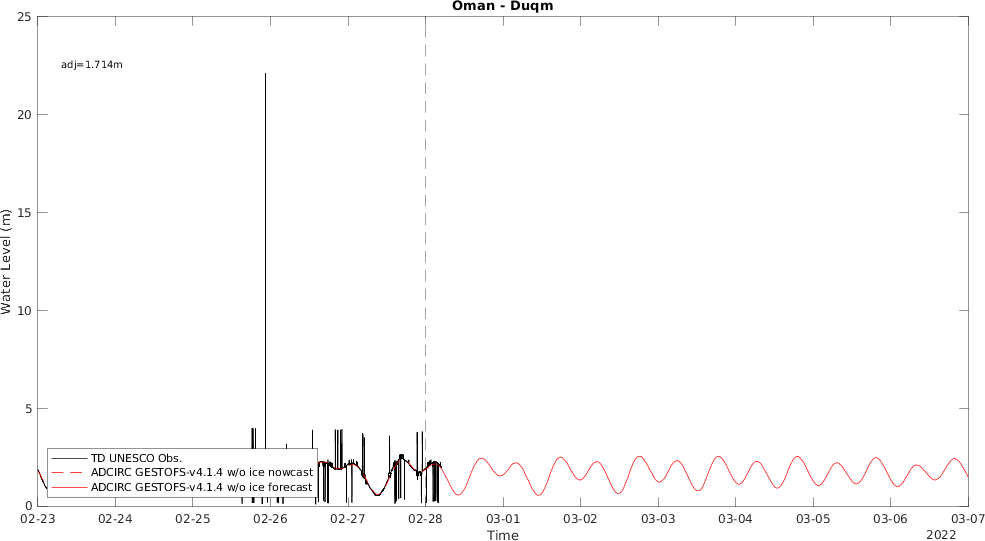 Oman - Duqm
25
20
15
10
5
0
Water Level (m)
adj=1.714m
TD UNESCO Obs.
ADCIRC GESTOFS-v4.1.4 w/o ice nowcast
ADCIRC GESTOFS-v4.1.4 w/o ice forecast
02-23 02-24 02-25 02-26 02-27 02-28 03-01 03-02 03-03 03-04 03-05 03-06 03-07
Time
2022